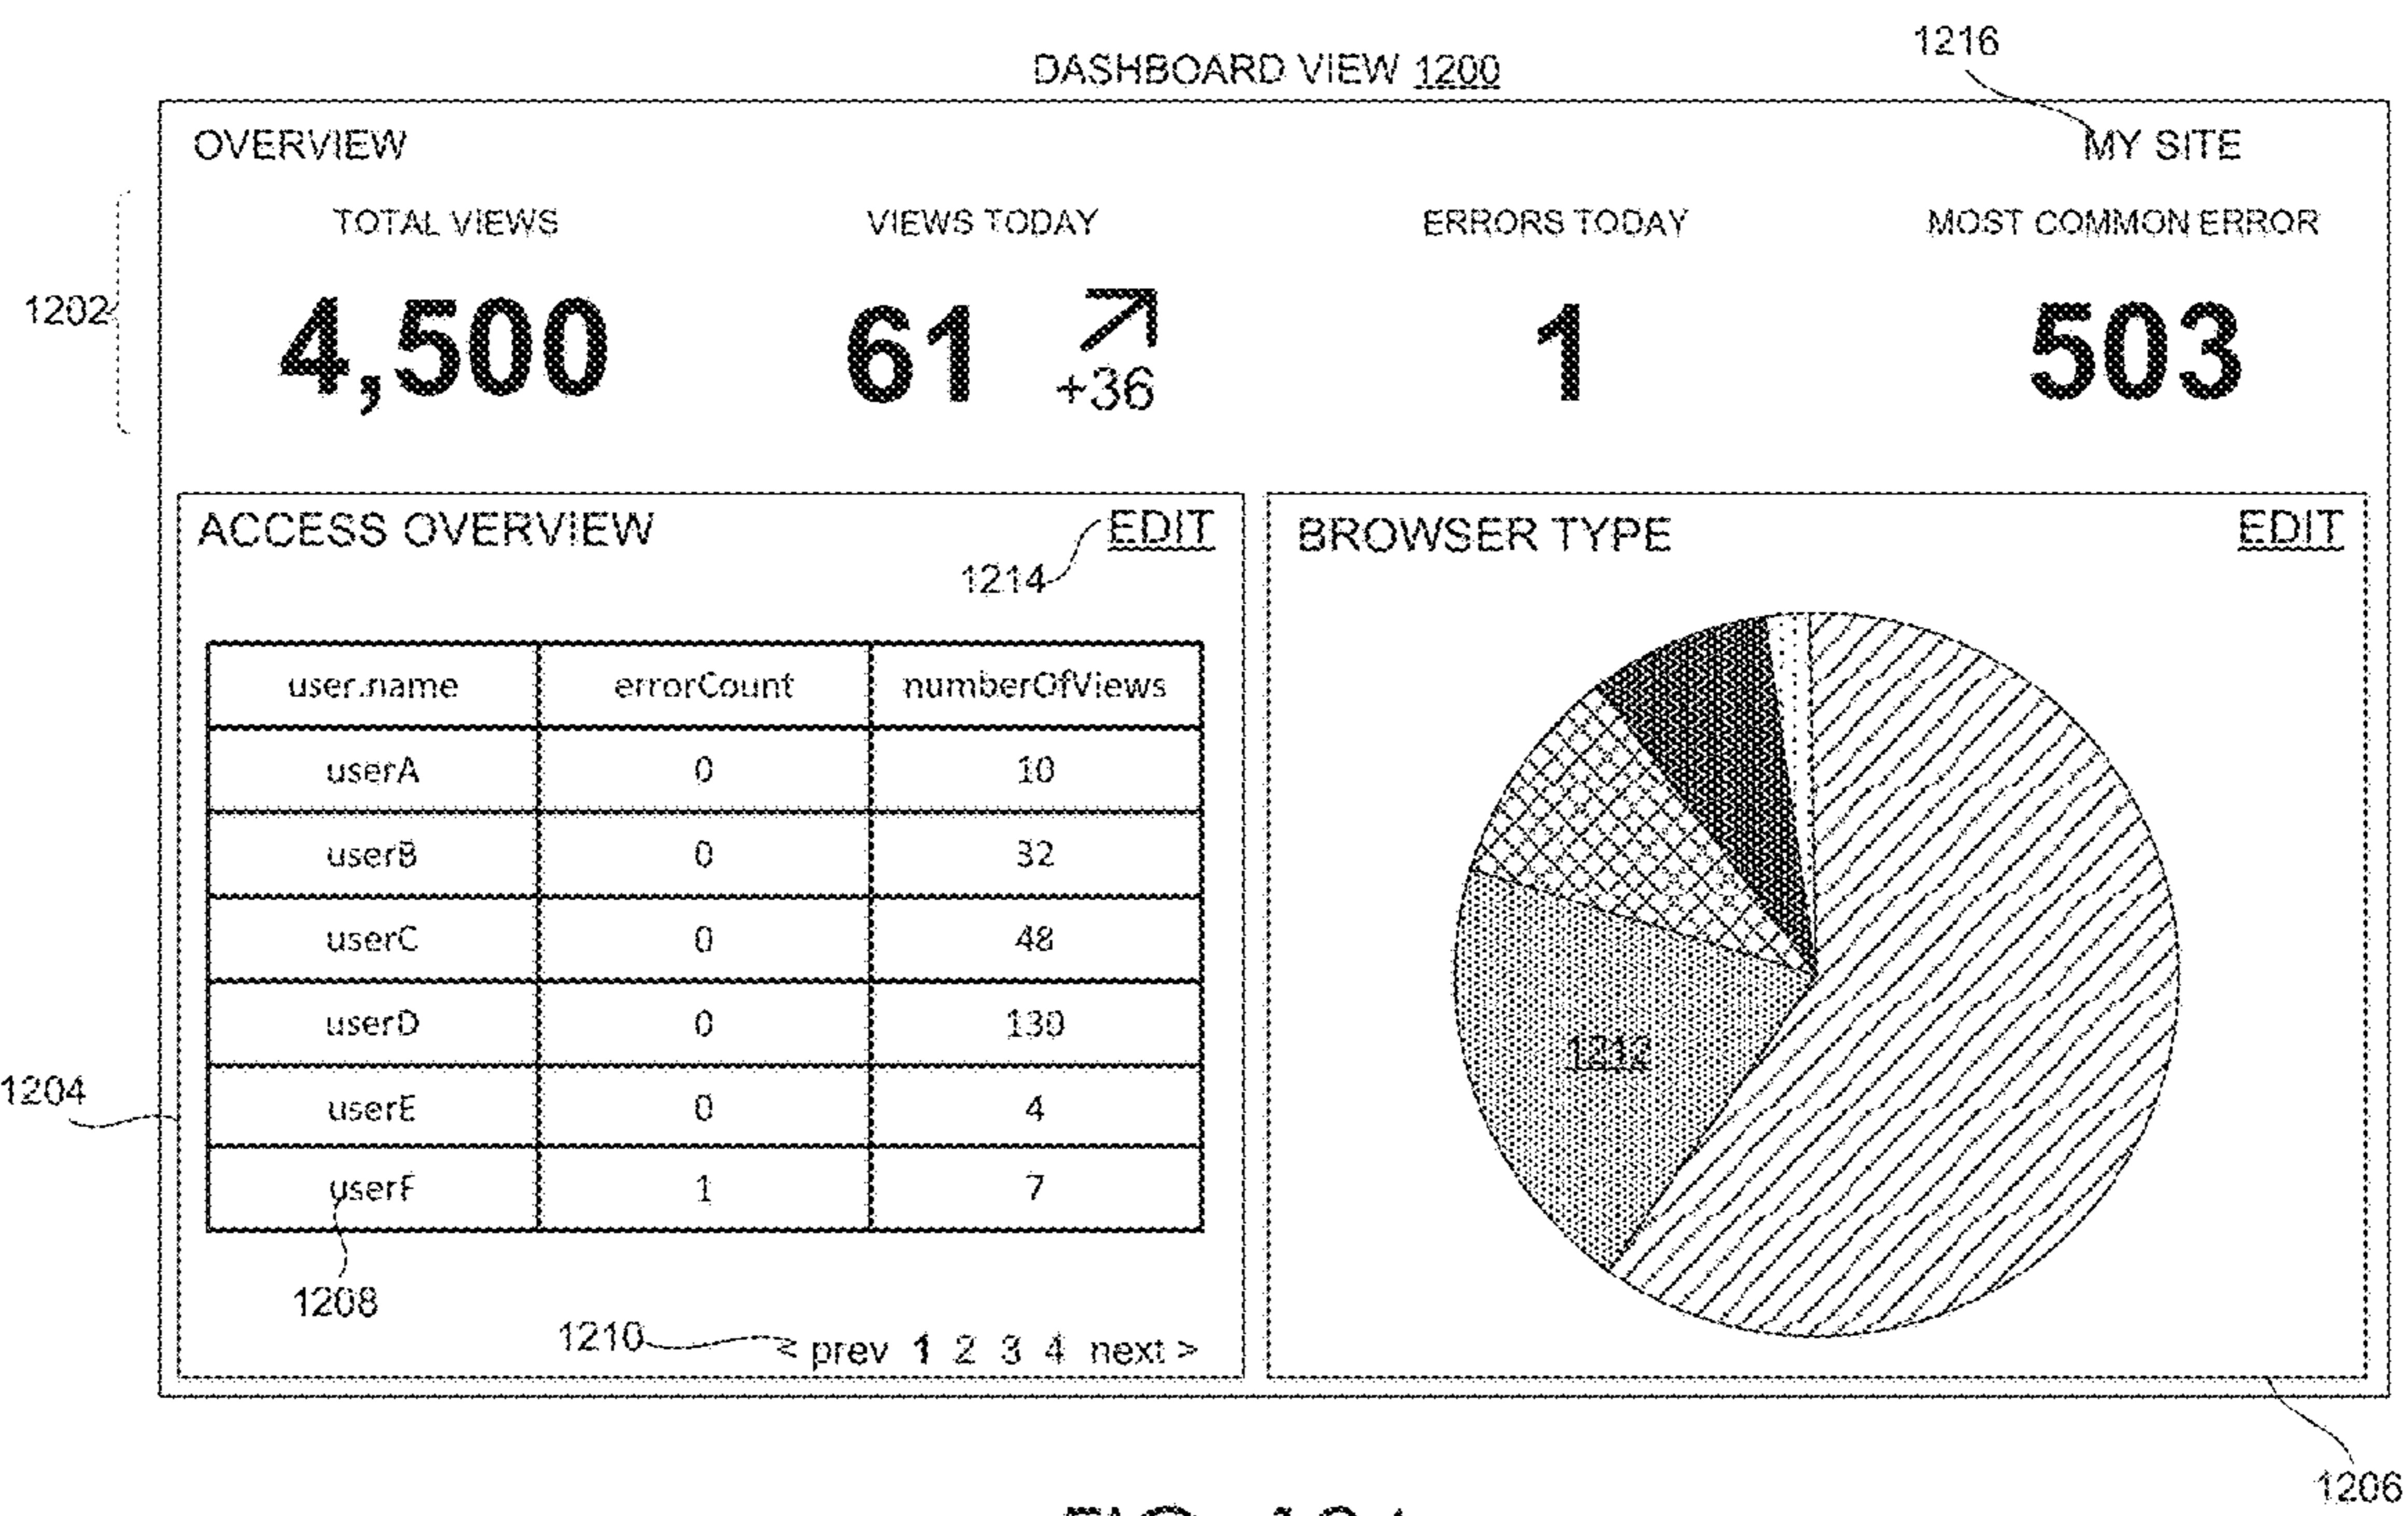 1216
DASHBOARD VIEW 1200
OVERVIEW MY SITE
TOTAL VIEWS VIEWS TODAY ERRORS TODAY MOST COMMON ERROR
1202
4,500 61 +36 1 503
ACCESS OVERVIEW EDIT
1214
user.name errorCount numberOfViews
userA 0 10
userB 0 32
userC 0 48
userD 0 130
userE 0 4
userF 1 7
1204
1208
1210
< prev 1 2 3 4 next >
BROWSER TYPE EDIT
1212
1206